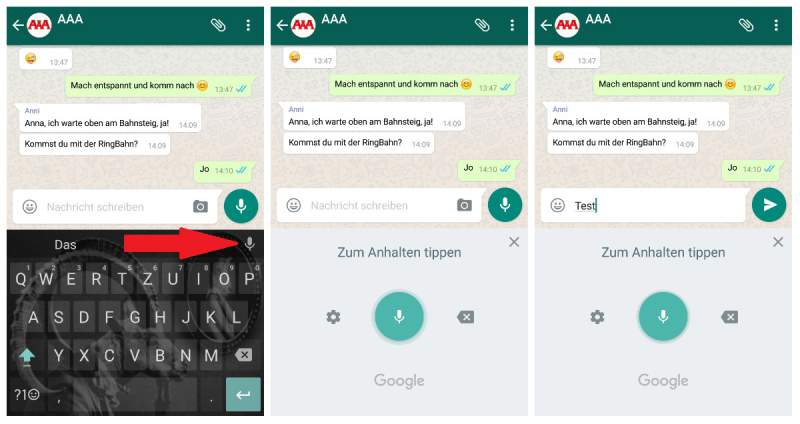 AAA
AAA
13:47
Mach entspannt und komm nach
13:47
Anni
Anna, ich warte oben am Bahnsteig, ja!
14:09
Kommst du mit der RingBahn?
14:09
Jo 14:10
Nachricht schreiben
Das
Q W E R T Z U I O P
1 2 3 4 5 6 7 8 9 0
A S D F G H J K L
Y X C V B N M
?1 , .
AAA
AAA
13:47
Mach entspannt und komm nach
13:47
Anni
Anna, ich warte oben am Bahnsteig, ja!
14:09
Kommst du mit der RingBahn?
14:09
Jo 14:10
Nachricht schreiben
Zum Anhalten tippen
Google
AAA
AAA
13:47
Mach entspannt und komm nach
13:47
Anni
Anna, ich warte oben am Bahnsteig, ja!
14:09
Kommst du mit der RingBahn?
14:09
Jo 14:10
Test
Zum Anhalten tippen
Google